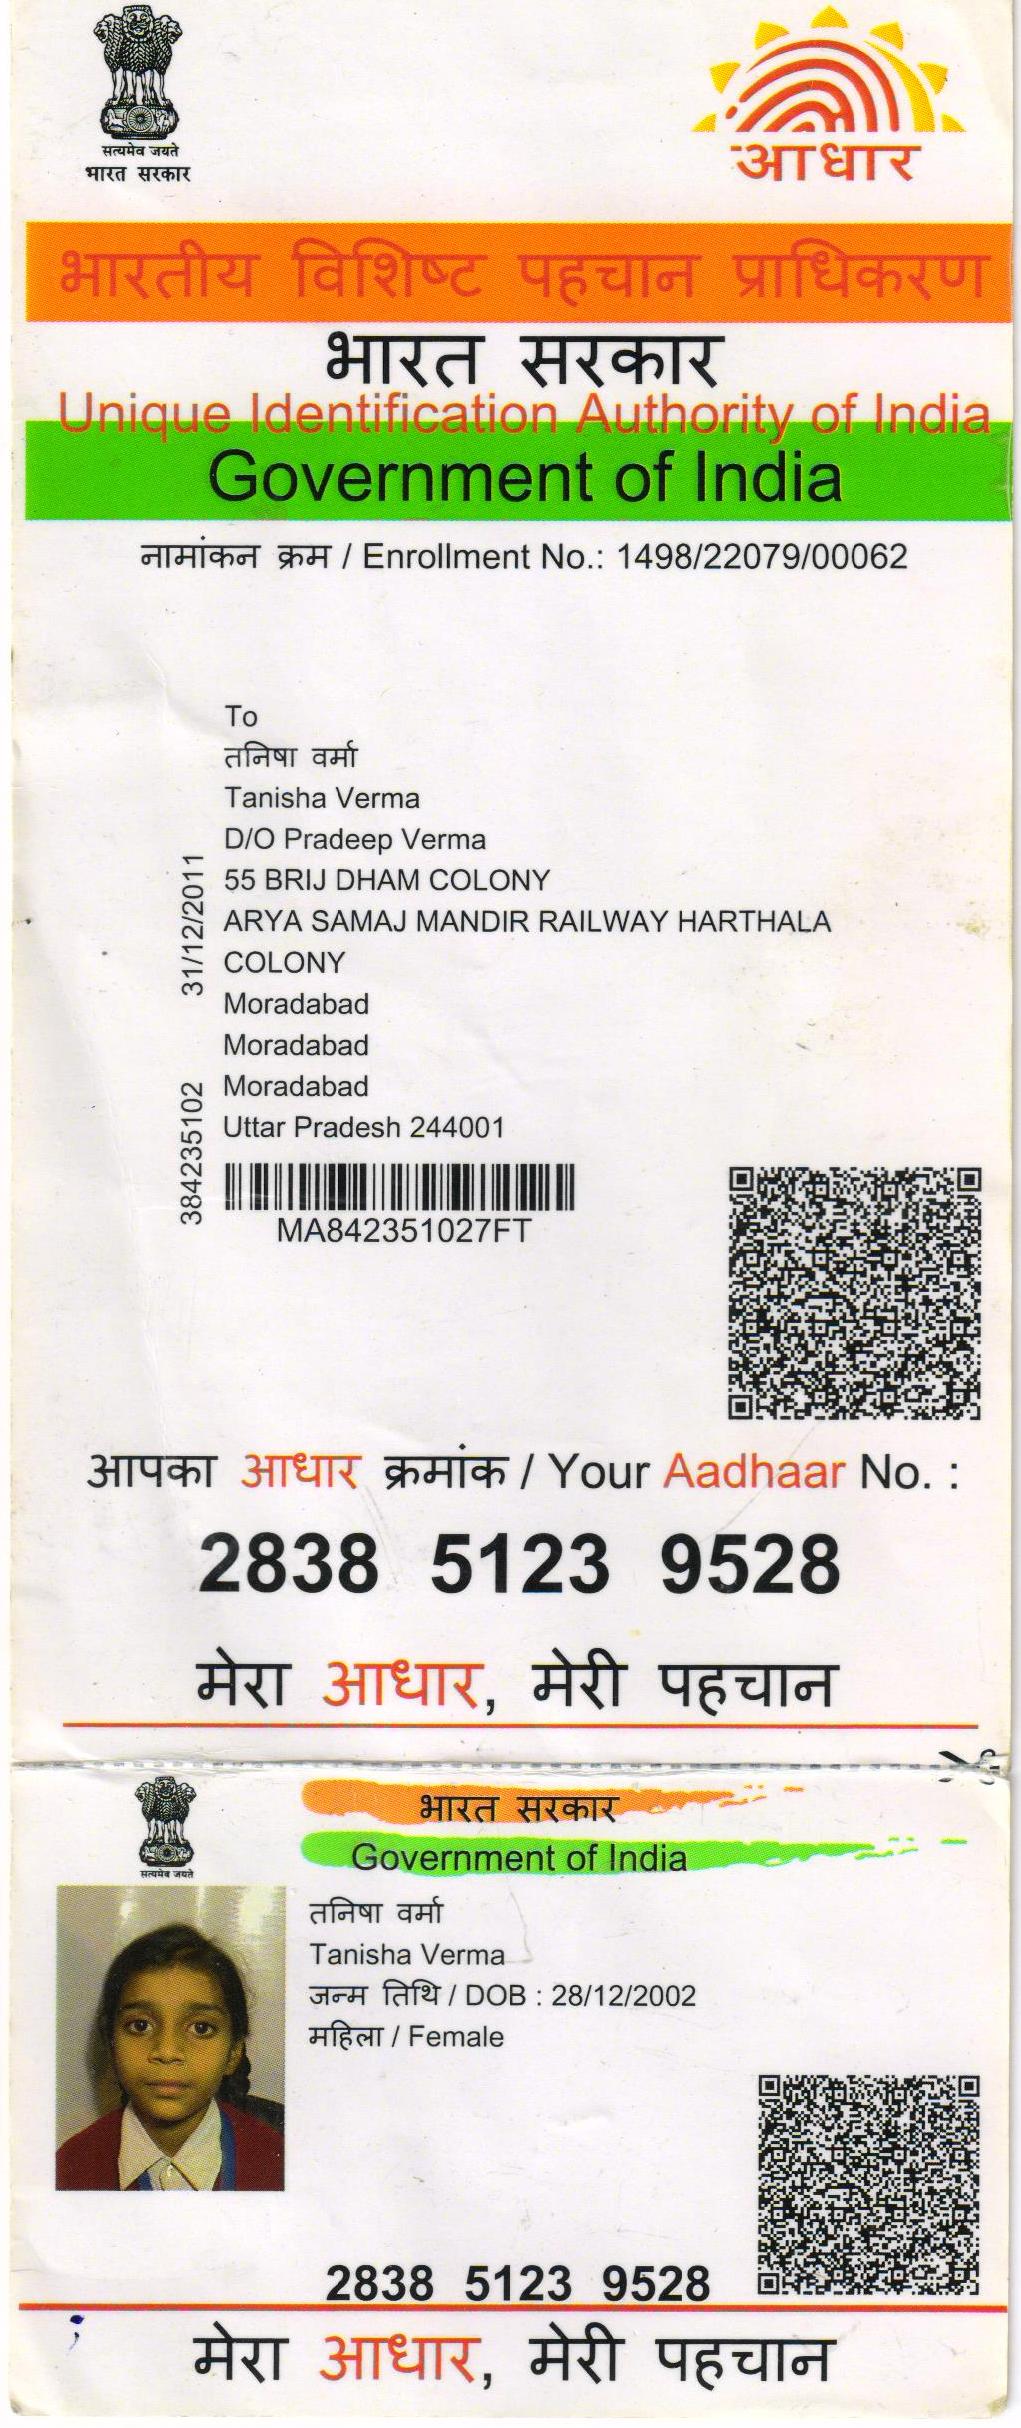 सत्यमेव जयते
भारत सरकार
आधार
भारतीय विशिष्ट पहचान प्राधिकरण
भारत सरकार
Unique Identification Authority of India
Government of India
नामांकन क्रम / Enrollment No.: 1498/22079/00062
To
तनिषा वर्मा
Tanisha Verma
D/O Pradeep Verma
55 BRIJ DHAM COLONY
ARYA SAMAJ MANDIR RAILWAY HARTHALA
COLONY
Moradabad
Moradabad
Moradabad
Uttar Pradesh 244001
31/12/2011
384235102
MA842351027FT
आपका आधार क्रमांक / Your Aadhaar No. :
2838 5123 9528
मेरा आधार, मेरी पहचान
सत्यमेव जयते
भारत सरकार
Government of India
तनिषा वर्मा
Tanisha Verma
जन्म तिथि / DOB : 28/12/2002
महिला / Female
2838 5123 9528
मेरा आधार, मेरी पहचान